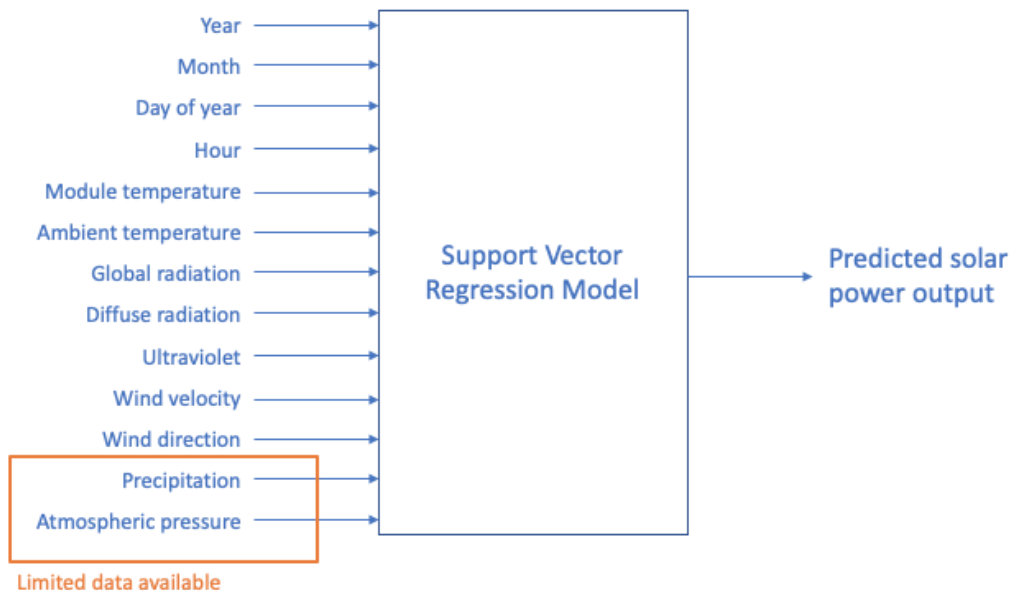 Year
Month
Day of year
Hour
Module temperature
Ambient temperature
Global radiation
Diffuse radiation
Ultraviolet
Wind velocity
Wind direction
Precipitation
Atmospheric pressure
Limited data available
Support Vector
Regression Model
Predicted solar
power output